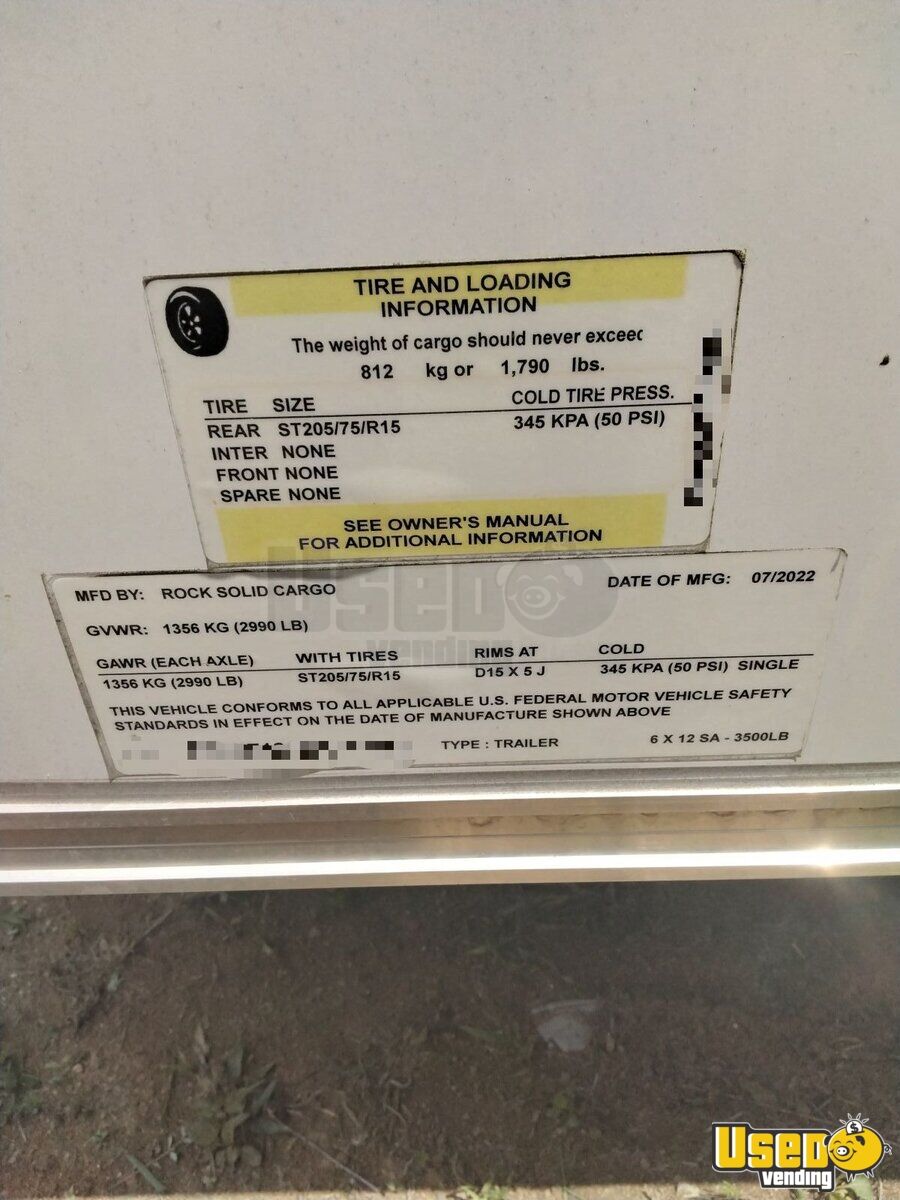 TIRE AND LOADING
INFORMATION
The weight of cargo should never exceed
812 kg or 1,790 lbs.
TIRE SIZE COLD TIRE PRESS.
REAR ST205/75/R15 345 KPA (50 PSI)
INTER NONE
FRONT NONE
SPARE NONE
SEE OWNER'S MANUAL
FOR ADDITIONAL INFORMATION
MFD BY: ROCK SOLID CARGO DATE OF MFG: 07/2022
GVWR: 1356 KG (2990 LB)
GAWR (EACH AXLE) WITH TIRES RIMS AT COLD
1356 KG (2990 LB) ST205/75/R15 D15 X 5 J 345 KPA (50 PSI) SINGLE
THIS VEHICLE CONFORMS TO ALL APPLICABLE U.S. FEDERAL MOTOR VEHICLE SAFETY
STANDARDS IN EFFECT ON THE DATE OF MANUFACTURE SHOWN ABOVE
TYPE : TRAILER 6 X 12 SA - 3500LB
USED
vending
USED
vending